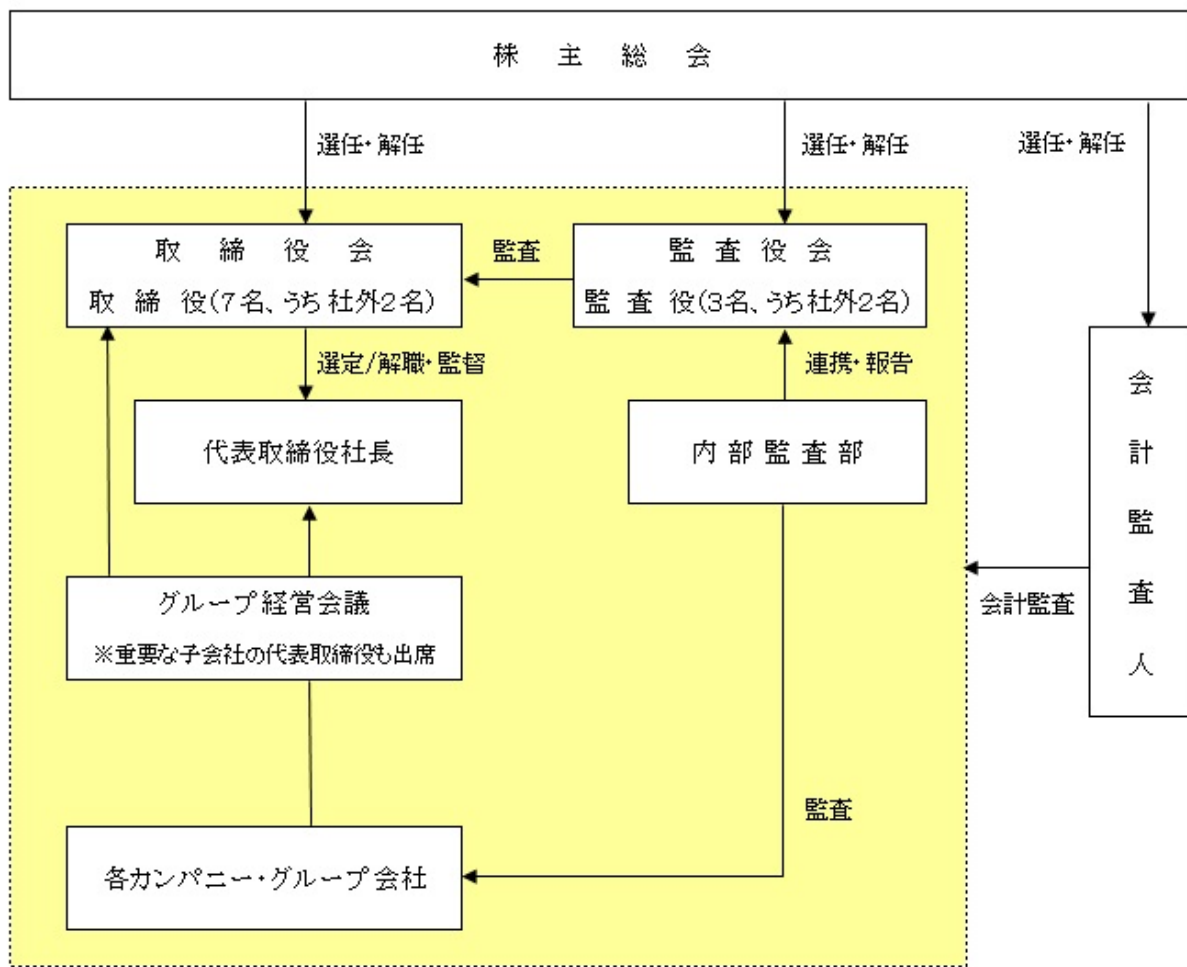 株主総会
選任・解任
選任・解任
選任・解任
取締役会
取締役(7名、うち社外2名)
監査
監査役会
監査役(3名、うち社外2名)
選定/解職・監督
連携・報告
代表取締役社長
内部監査部
会計監査人
会計監査
グループ経営会議
※重要な子会社の代表取締役も出席
監査
各カンパニー・グループ会社